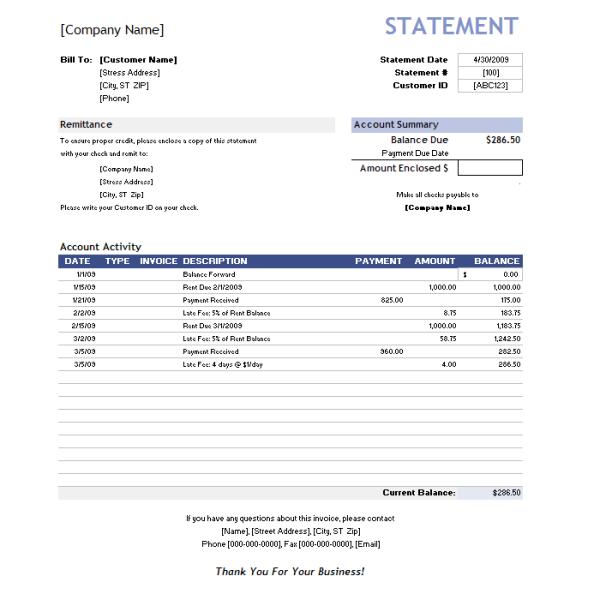 [Company Name] STATEMENT
Bill To: [Customer Name] Statement Date 4/30/2009
[Stress Address] Statement # [100]
[City, ST ZIP] Customer ID [ABC123]
[Phone]
Remittance Account Summary
To ensure proper credit, please enclose a copy of this statement Balance Due $286.50
with your check and remit to: Payment Due Date
[Company Name] Amount Enclosed $
[Stress Address]
[City, ST Zip] Make all checks payable to
Please write your Customer ID on your check. [Company Name]
Account Activity
DATE TYPE INVOICE DESCRIPTION PAYMENT AMOUNT BALANCE
1/1/09 Balance Forward $ 0.00
1/15/09 Rent Due 2/1/2009 1,000.00 1,000.00
1/21/09 Payment Received 825.00 175.00
2/2/09 Late Fee: 5% of Rent Balance 8.75 183.75
2/15/09 Rent Due 3/1/2009 1,000.00 1,183.75
3/2/09 Late Fee: 5% of Rent Balance 58.75 1,242.50
3/5/09 Payment Received 960.00 282.50
3/5/09 Late Fee: 4 days @ $1/day 4.00 286.50
Current Balance: $286.50
If you have any questions about this invoice, please contact
[Name], [Street Address], [City, ST Zip]
Phone [000-000-0000], Fax [000-000-0000], [Email]
Thank You For Your Business!